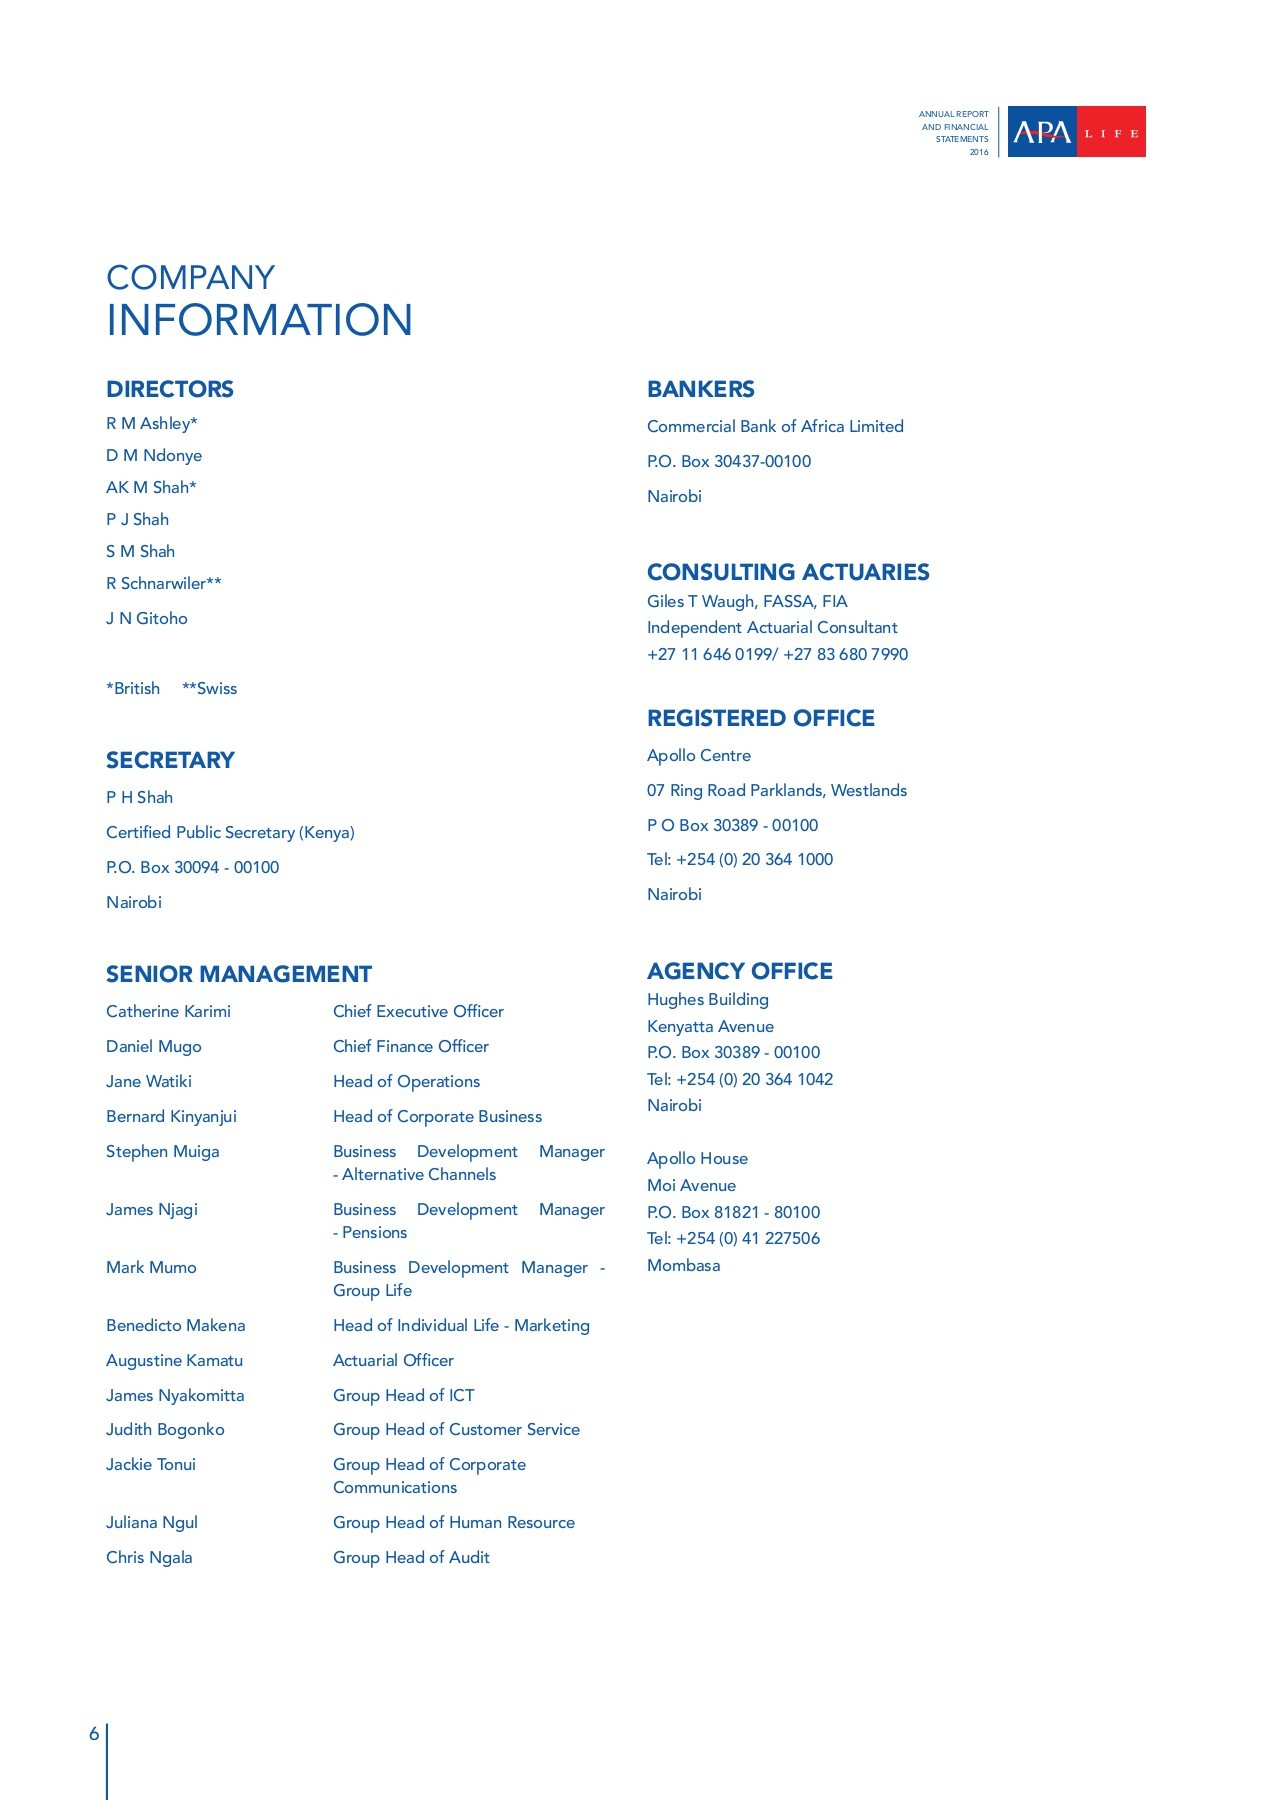 ANNUAL REPORT
AND FINANCIAL
STATEMENTS
2016
APA LIFE
COMPANY
INFORMATION
DIRECTORS
R M Ashley*
D M Ndonye
AK M Shah*
P J Shah
S M Shah
R Schnarwiler**
J N Gitoho
*British **Swiss
SECRETARY
P H Shah
Certified Public Secretary (Kenya)
P.O. Box 30094 - 00100
Nairobi
SENIOR MANAGEMENT
Catherine Karimi Chief Executive Officer
Daniel Mugo Chief Finance Officer
Jane Watiki Head of Operations
Bernard Kinyanjui Head of Corporate Business
Stephen Muiga Business Development Manager
- Alternative Channels
James Njagi Business Development Manager
- Pensions
Mark Mumo Business Development Manager -
Group Life
Benedicto Makena Head of Individual Life - Marketing
Augustine Kamatu Actuarial Officer
James Nyakomitta Group Head of ICT
Judith Bogonko Group Head of Customer Service
Jackie Tonui Group Head of Corporate
Communications
Juliana Ngul Group Head of Human Resource
Chris Ngala Group Head of Audit
BANKERS
Commercial Bank of Africa Limited
P.O. Box 30437-00100
Nairobi
CONSULTING ACTUARIES
Giles T Waugh, FASSA, FIA
Independent Actuarial Consultant
+27 11 646 0199/ +27 83 680 7990
REGISTERED OFFICE
Apollo Centre
07 Ring Road Parklands, Westlands
P O Box 30389 - 00100
Tel: +254 (0) 20 364 1000
Nairobi
AGENCY OFFICE
Hughes Building
Kenyatta Avenue
P.O. Box 30389 - 00100
Tel: +254 (0) 20 364 1042
Nairobi
Apollo House
Moi Avenue
P.O. Box 81821 - 80100
Tel: +254 (0) 41 227506
Mombasa
6